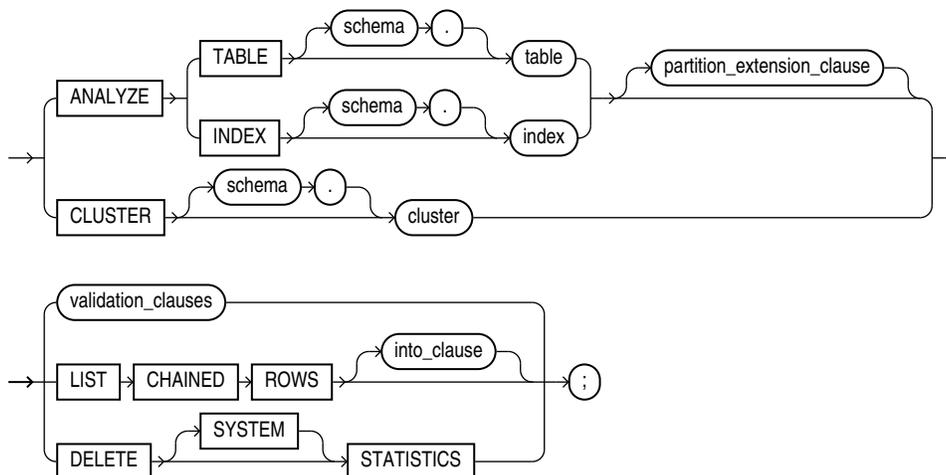 schema .
TABLE table
partition_extension_clause
ANALYZE
schema .
INDEX index
schema .
CLUSTER cluster
validation_clauses
into_clause
LIST CHAINED ROWS ;
SYSTEM
DELETE STATISTICS